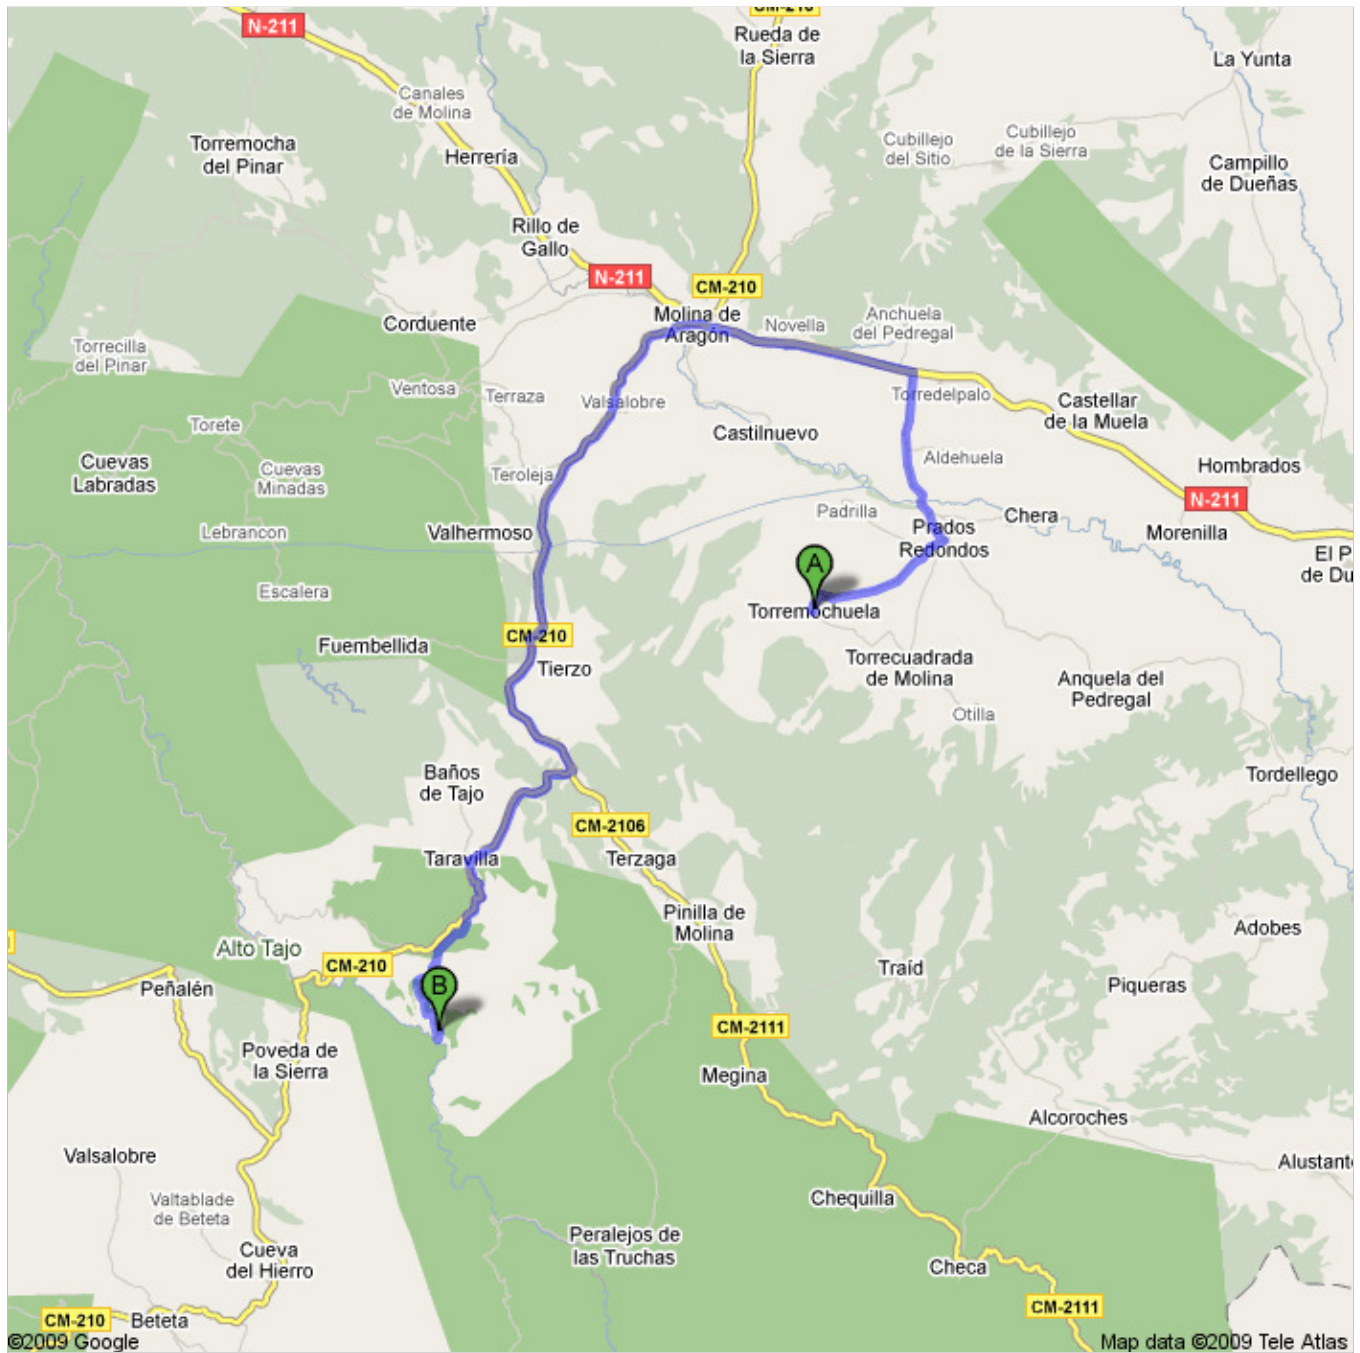 CM-210
N-211
Rueda de
la Sierra
La Yunta
Canales
de Molina
Torremocha
del Pinar
Herrería
Cubillejo
del Sitio
Cubillejo
de la Sierra
Campillo
de Dueñas
Rillo de
Gallo
N-211
CM-210
Molina de
Aragón
Novella
Anchuela
del Pedregal
Corduente
Torrecilla
del Pinar
Ventosa
Terraza
Valsalobre
Torredelpalo
Castellar
de la Muela
Torete
Castilnuevo
Cuevas
Labradas
Cuevas
Minadas
Teroleja
Aldehuela
Hombrados
N-211
Lebrancon
Valhermoso
Padrilla
Prados
Redondos
Chera
Morenilla
El P
de Du
A
Escalera
Torremochuela
CM-210
Fuembellida
Tierzo
Torrecuadrada
de Molina
Anquela del
Pedregal
Otilla
Baños
de Tajo
Tordellego
CM-2106
Taravilla
Terzaga
Pinilla de
Molina
Adobes
Alto Tajo
CM-210
Traíd
Peñalén
B
Piqueras
CM-2111
Poveda de
la Sierra
Megina
Alcoroches
Valsalobre
Alustant
Valtablade
de Beteta
Chequilla
Peralejos de
las Truchas
Cueva
del Hierro
Checa
CM-2111
CM-210
Beteta
©2009 Google
Map data ©2009 Tele Atlas